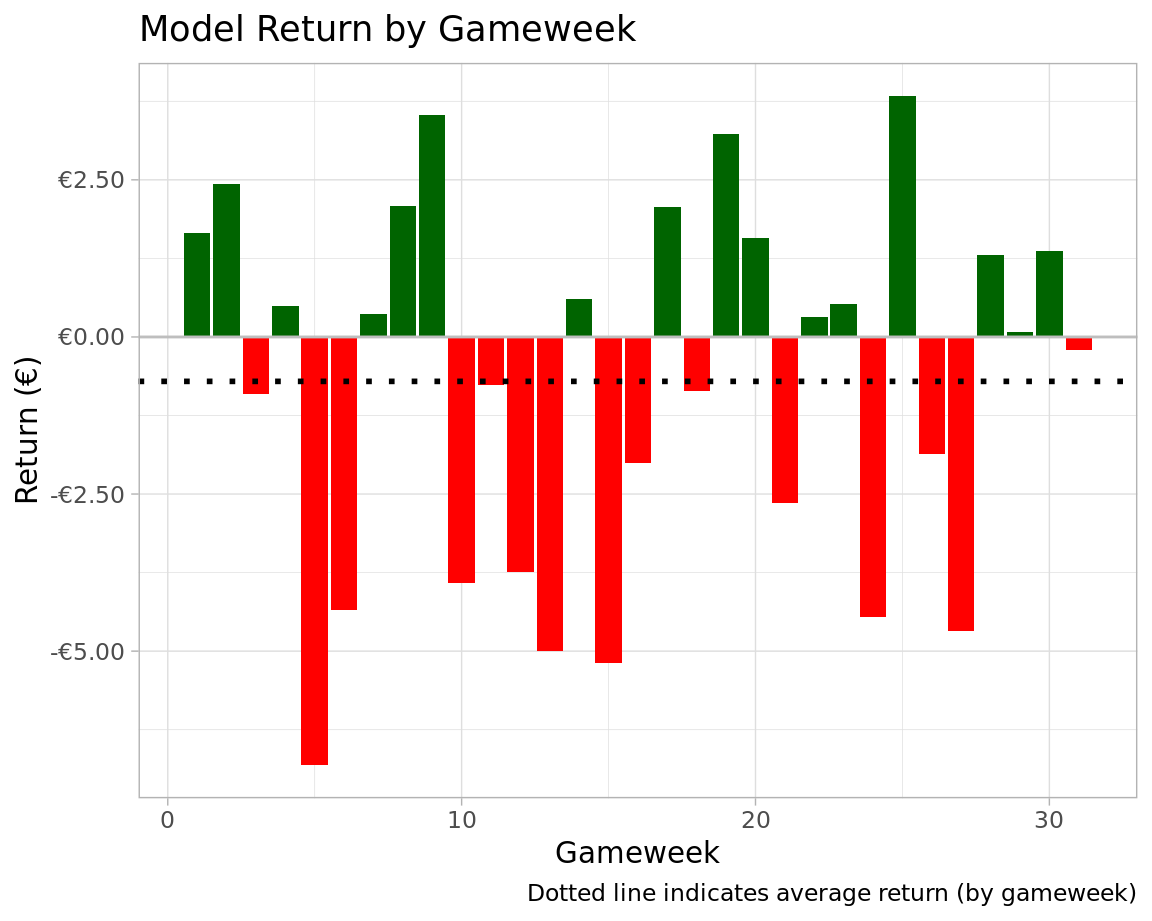 Model Return by Gameweek
Return (€)
€2.50
€0.00
-€2.50
-€5.00
0 10 20 30
Gameweek
Dotted line indicates average return (by gameweek)